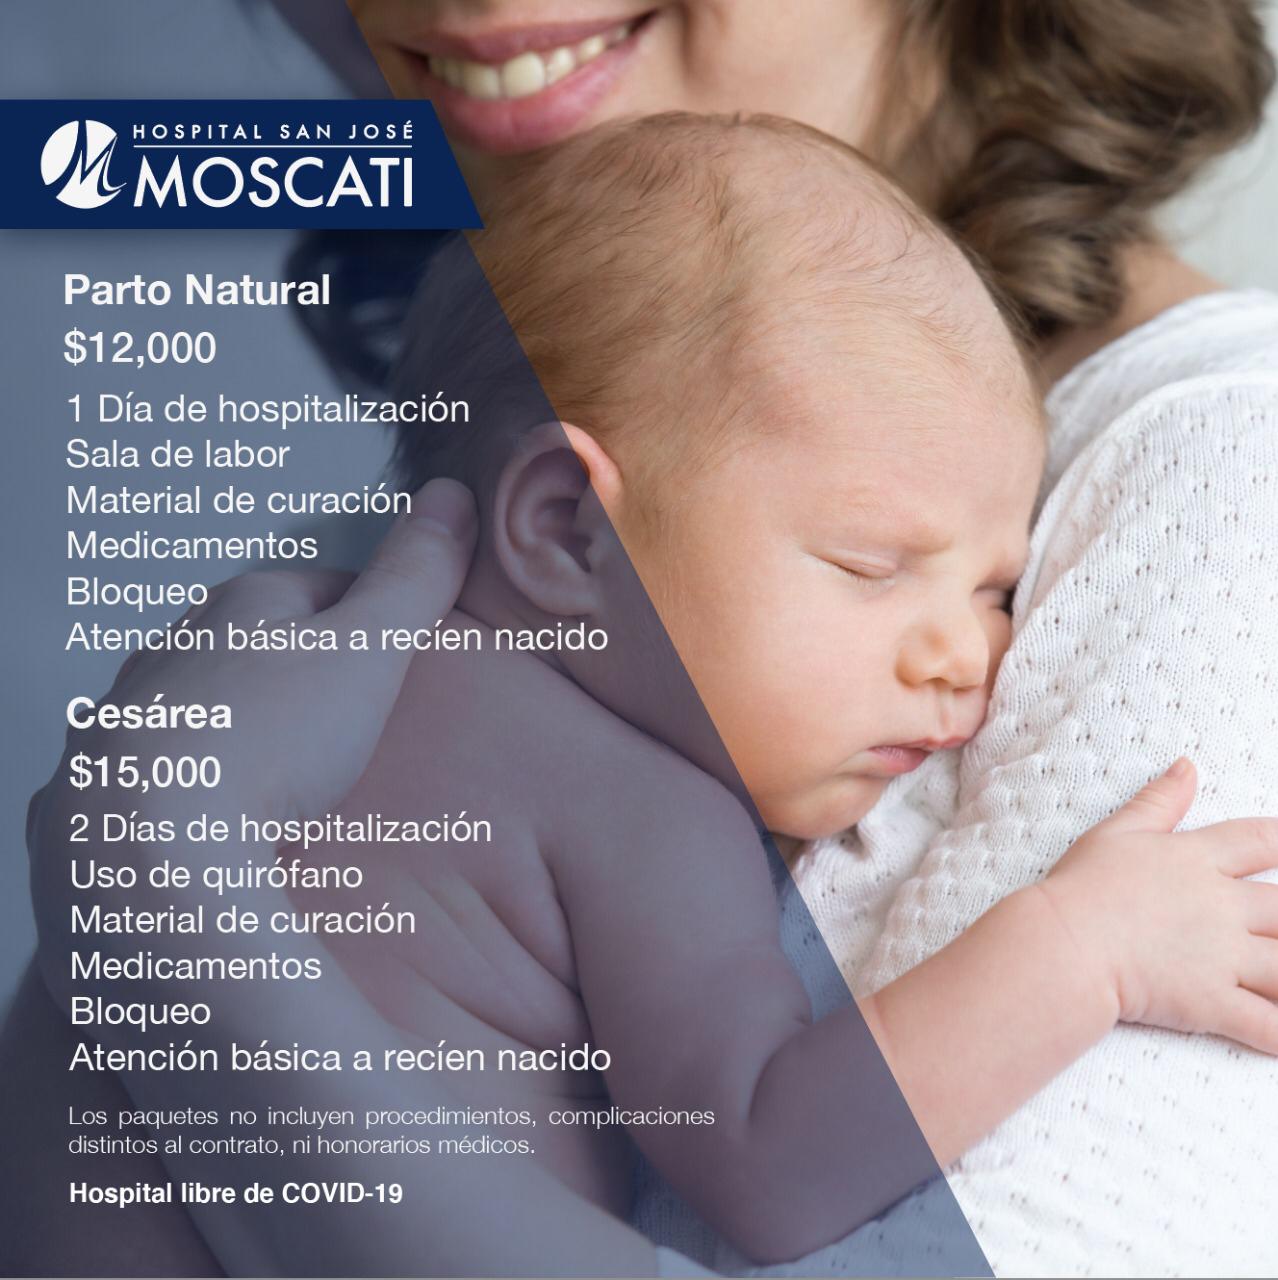 HOSPITAL SAN JOSÉ
MOSCATI
Parto Natural
$12,000
1 Día de hospitalización
Sala de labor
Material de curación
Medicamentos
Bloqueo
Atención básica a recíen nacido
Cesárea
$15,000
2 Días de hospitalización
Uso de quirófano
Material de curación
Medicamentos
Bloqueo
Atención básica a recíen nacido
Los paquetes no incluyen procedimientos, complicaciones
distintos al contrato, ni honorarios médicos.
Hospital libre de COVID-19